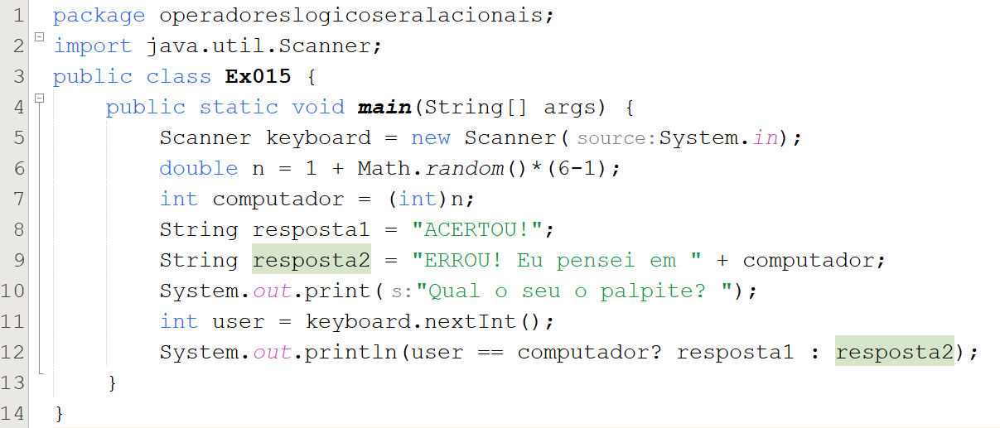 1 package operadoreslogicoseralacionais;
2 import java.util.Scanner;
3 public class Ex015 {
4 public static void main(String[] args) {
5 Scanner keyboard = new Scanner( source:System.in);
6 double n = 1 + Math.random()*(6-1);
7 int computador = (int)n;
8 String resposta1 = "ACERTOU!";
9 String resposta2 = "ERROU! Eu pensei em " + computador;
10 System.out.print( s:"Qual o seu o palpite? ");
11 int user = keyboard.nextInt();
12 System.out.println(user == computador? resposta1 : resposta2);
13 }
14 }